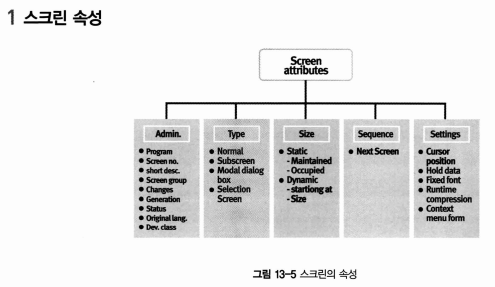 1 스크린 속성
Screen
attributes
Admin.
● Program
● Screen no.
● short desc.
● Screen group
● Changes
● Generation
● Status
● Original lang.
● Dev. class
Type
● Normal
● Subscreen
● Modal dialog
box
● Selection
Screen
Size
● Static
- Maintained
- Occupied
● Dynamic
- startiong at
- Size
Sequence
● Next Screen
Settings
● Cursor
position
● Hold data
● Fixed font
● Runtime
compression
● Context
menu form
그림 13-5 스크린의 속성